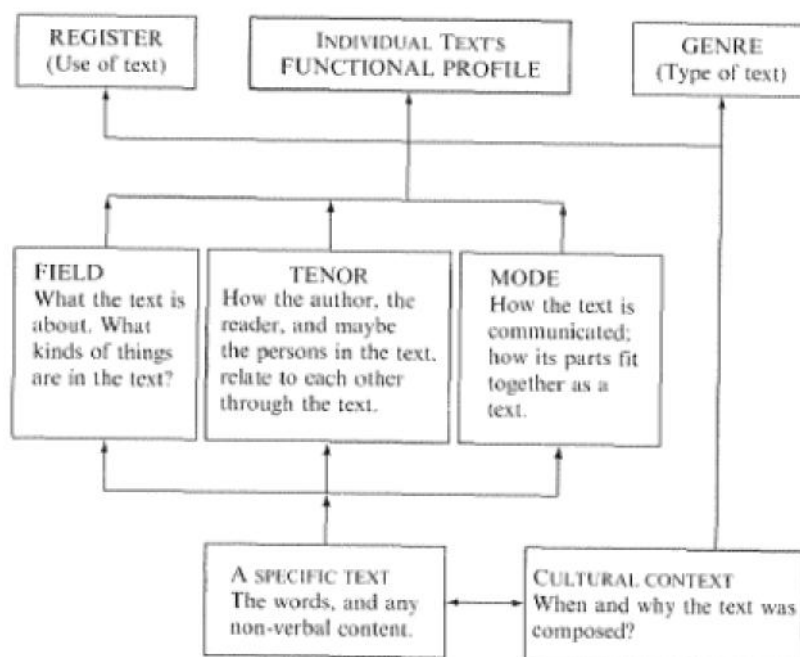 REGISTER
(Use of text)
INDIVIDUAL TEXT'S
FUNCTIONAL PROFILE
GENRE
(Type of text)
FIELD
What the text is
about. What
kinds of things
are in the text?
TENOR
How the author, the
reader, and maybe
the persons in the text,
relate to each other
through the text.
MODE
How the text is
communicated;
how its parts fit
together as a
text.
A SPECIFIC TEXT
The words, and any
non-verbal content.
CULTURAL CONTEXT
When and why the text was
composed?